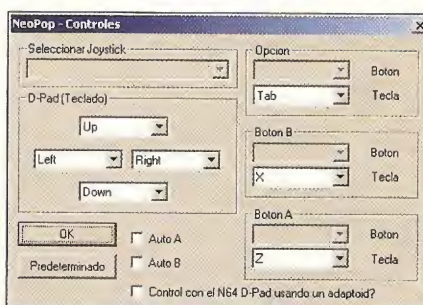 NeoPop - Controles
Seleccionar Joystick
D-Pad (Teclado)
Up
Left
Right
Down
OK
Predeterminado
Auto A
Auto B
Control con el N64 D-Pad usando un adaptoid?
Opcion
Boton
Tab
Tecla
Boton B
Boton
X
Tecla
Boton A
Boton
Z
Tecla